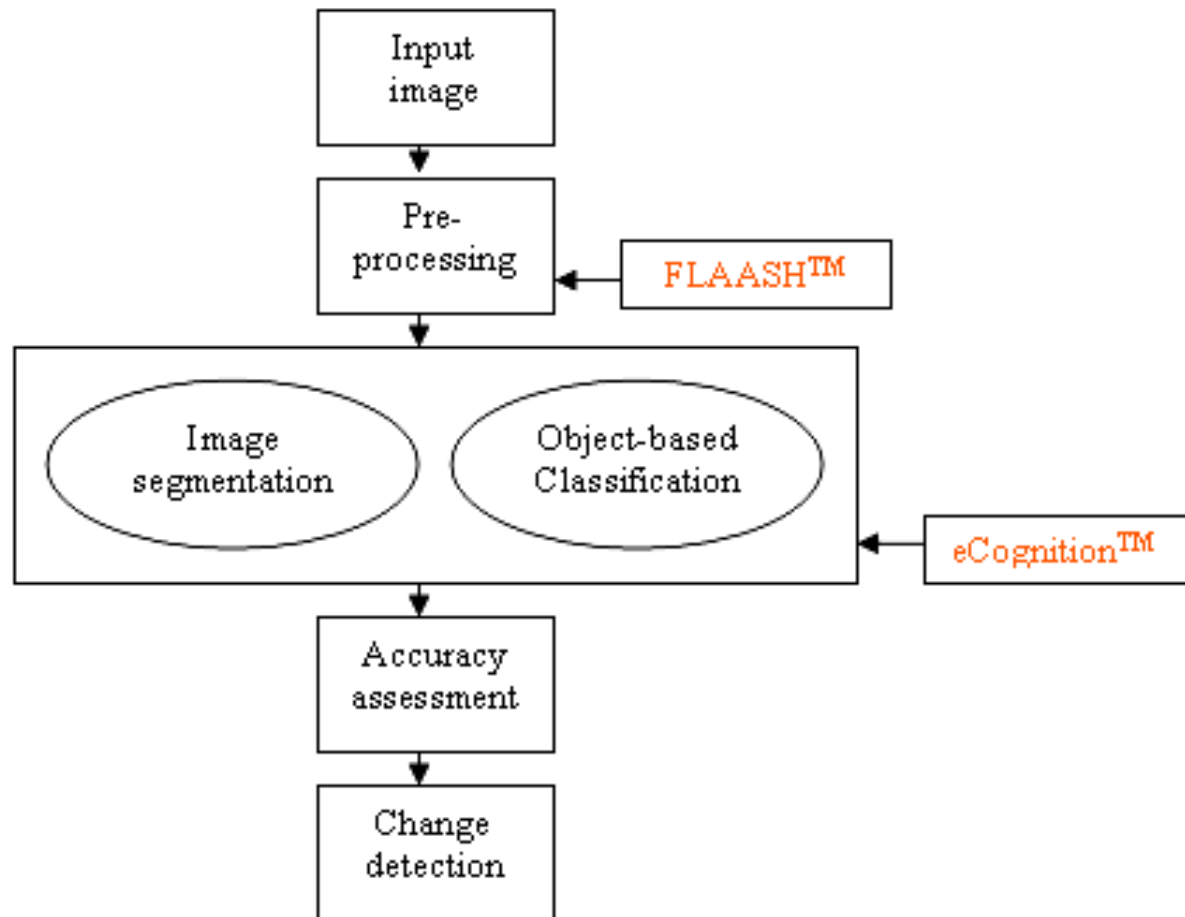 Input
image
Pre-
processing
FLAASH™
Image
segmentation
Object-based
Classification
eCognition™
Accuracy
assessment
Change
detection